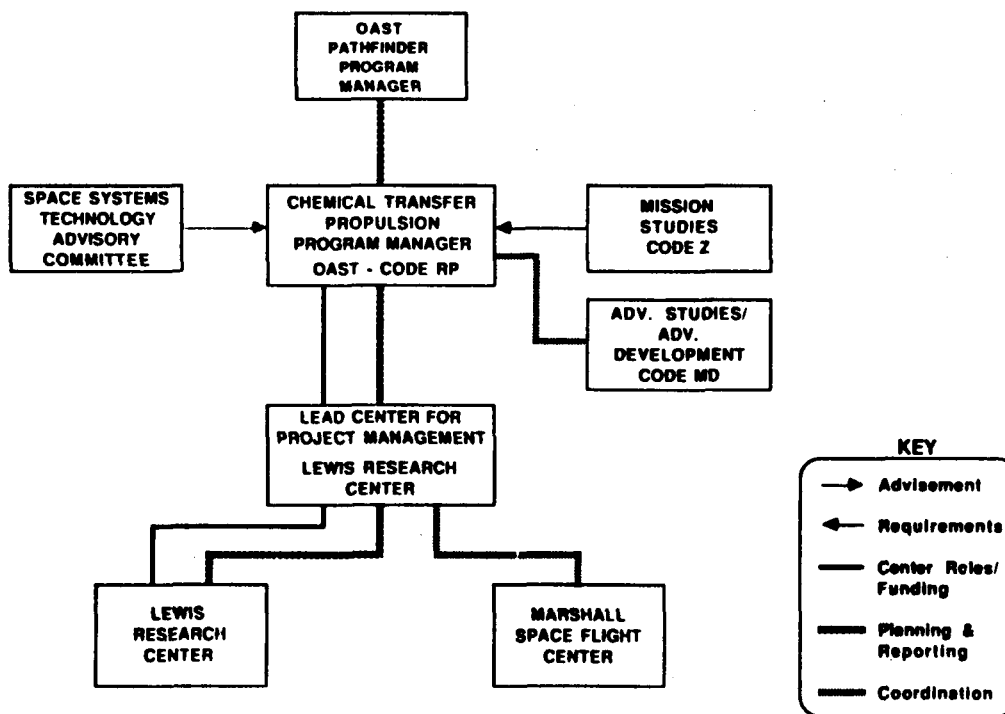 OAST
PATHFINDER
PROGRAM
MANAGER
SPACE SYSTEMS
TECHNOLOGY
ADVISORY
COMMITTEE
CHEMICAL TRANSFER
PROPULSION
PROGRAM MANAGER
OAST - CODE RP
MISSION
STUDIES
CODE Z
ADV. STUDIES/
ADV.
DEVELOPMENT
CODE MD
LEAD CENTER FOR
PROJECT MANAGEMENT
LEWIS RESEARCH
CENTER
LEWIS
RESEARCH
CENTER
MARSHALL
SPACE FLIGHT
CENTER
KEY
Advisement
Requirements
Center Roles/
Funding
Planning &
Reporting
Coordination